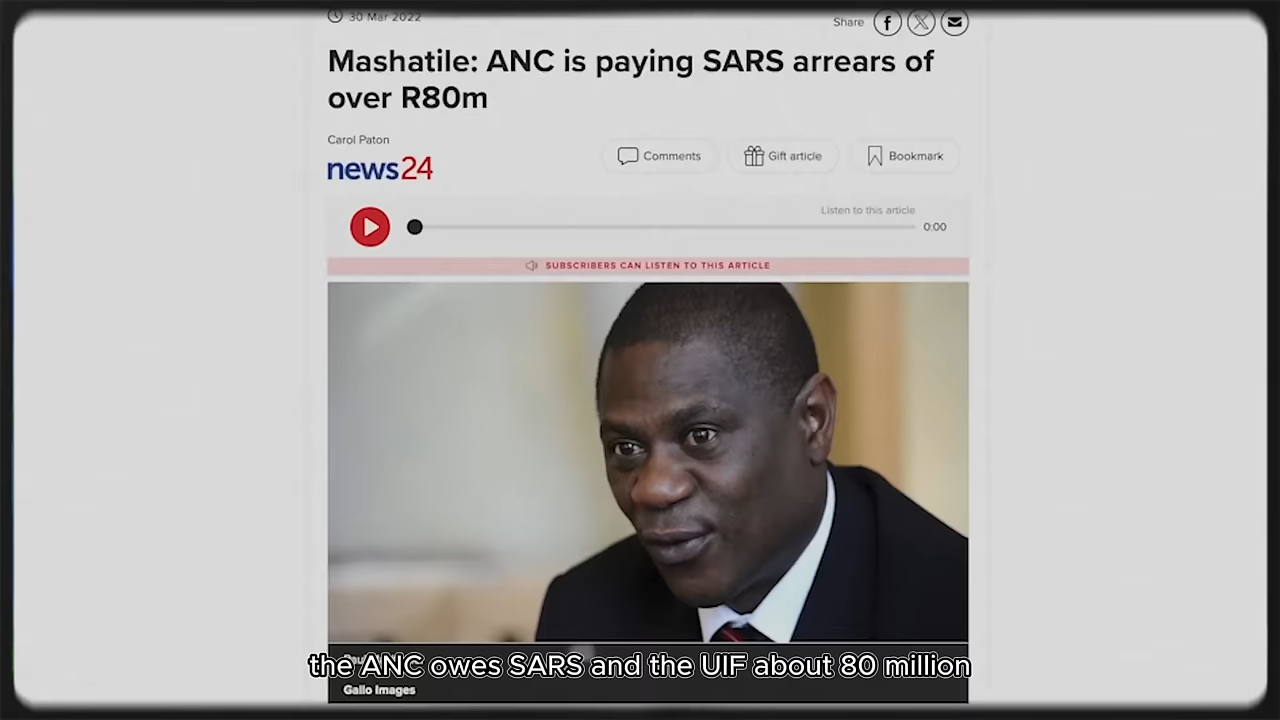 30 Mar 2022
Share
Mashatile: ANC is paying SARS arrears of
over R80m
Carol Paton
news24
Comments
Gift article
Bookmark
Listen to this article
0:00
SUBSCRIBERS CAN LISTEN TO THIS ARTICLE
the ANC owes SARS and the UIF about 80 million
Gallo Images